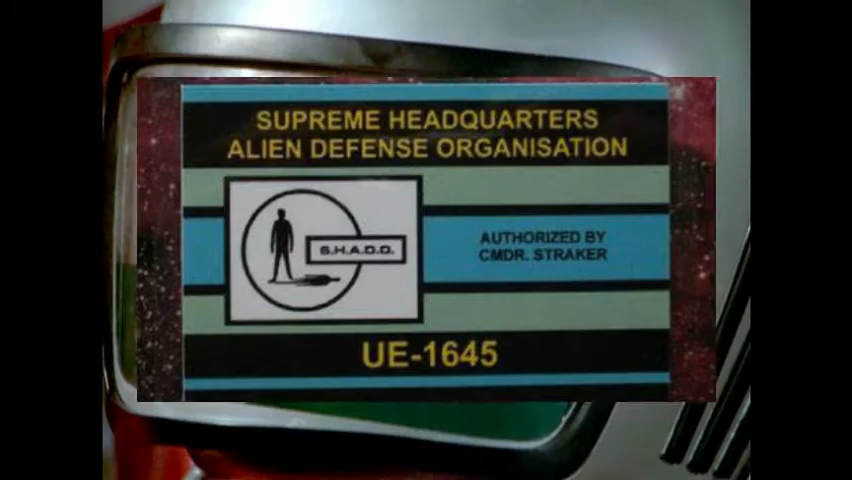 SUPREME HEADQUARTERS
ALIEN DEFENSE ORGANISATION
S.H.A.D.O.
AUTHORIZED BY
CMDR. STRAKER
UE-1645